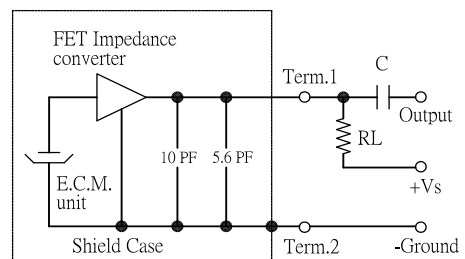 FET Impedance
converter
Term.1
C
Output
RL
10 PF
5.6 PF
E.C.M.
unit
+Vs
Shield Case
Term.2
-Ground